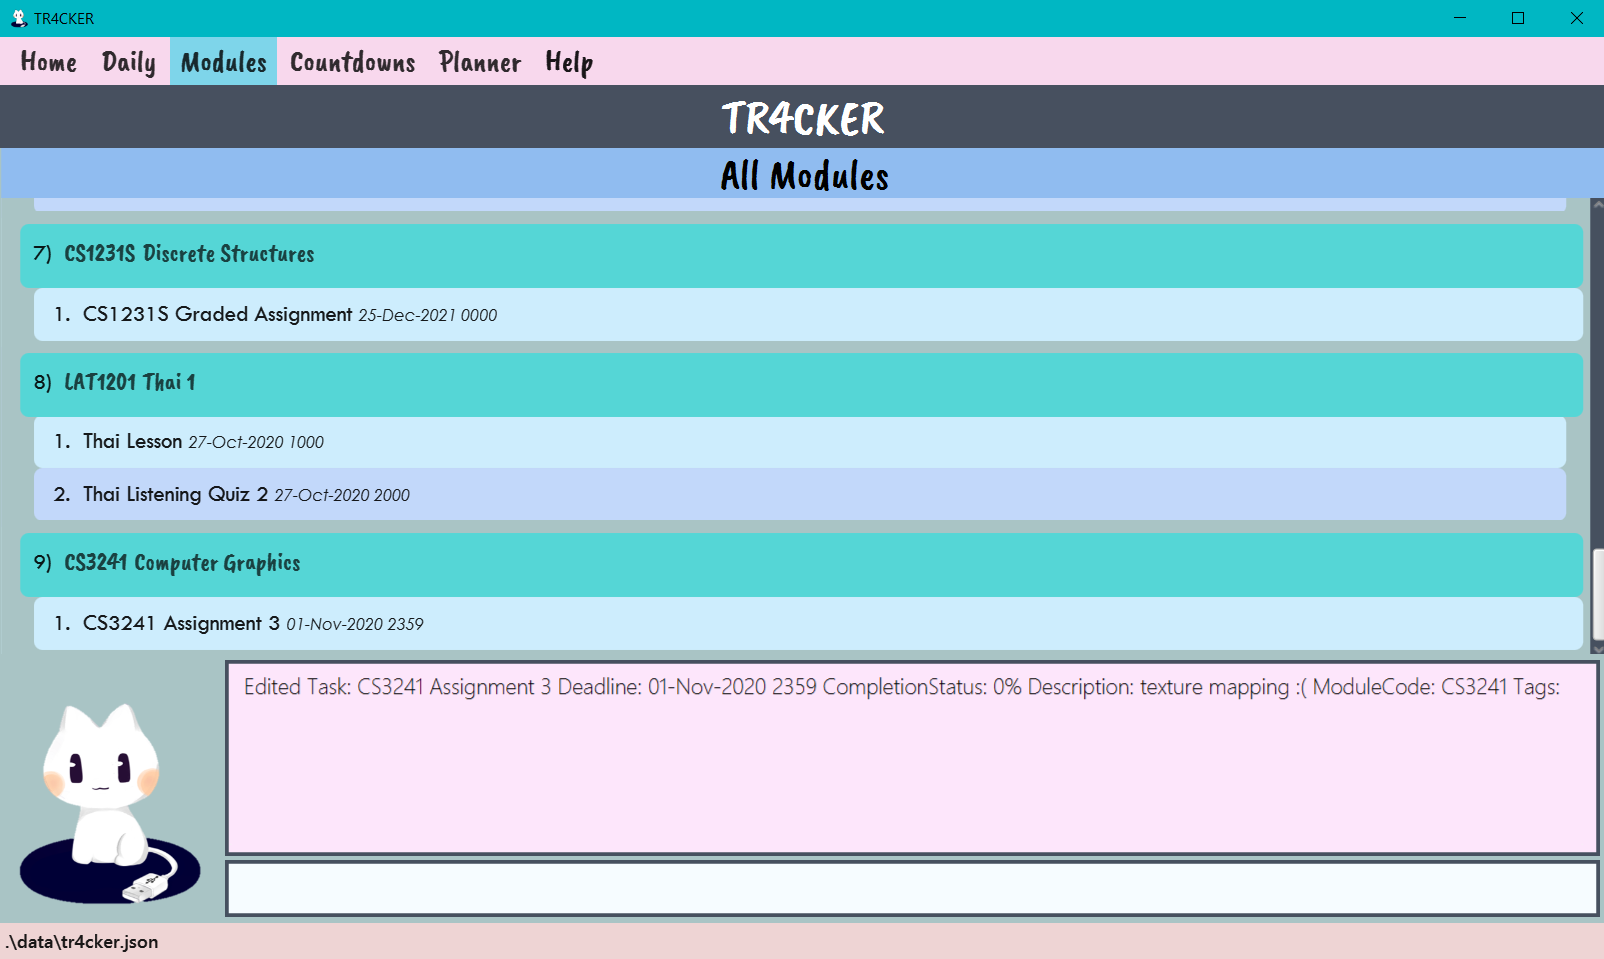 TR4CKER
Home Daily Modules Countdowns Planner Help
TR4CKER
All Modules
7) CS1231S Discrete Structures
1. CS1231S Graded Assignment 25-Dec-2021 0000
8) LAT1201 Thai 1
1. Thai Lesson 27-Oct-2020 1000
2. Thai Listening Quiz 2 27-Oct-2020 2000
9) CS3241 Computer Graphics
1. CS3241 Assignment 3 01-Nov-2020 2359
Edited Task: CS3241 Assignment 3 Deadline: 01-Nov-2020 2359 CompletionStatus: 0% Description: texture mapping :( ModuleCode: CS3241 Tags:
.\data\tr4cker.json